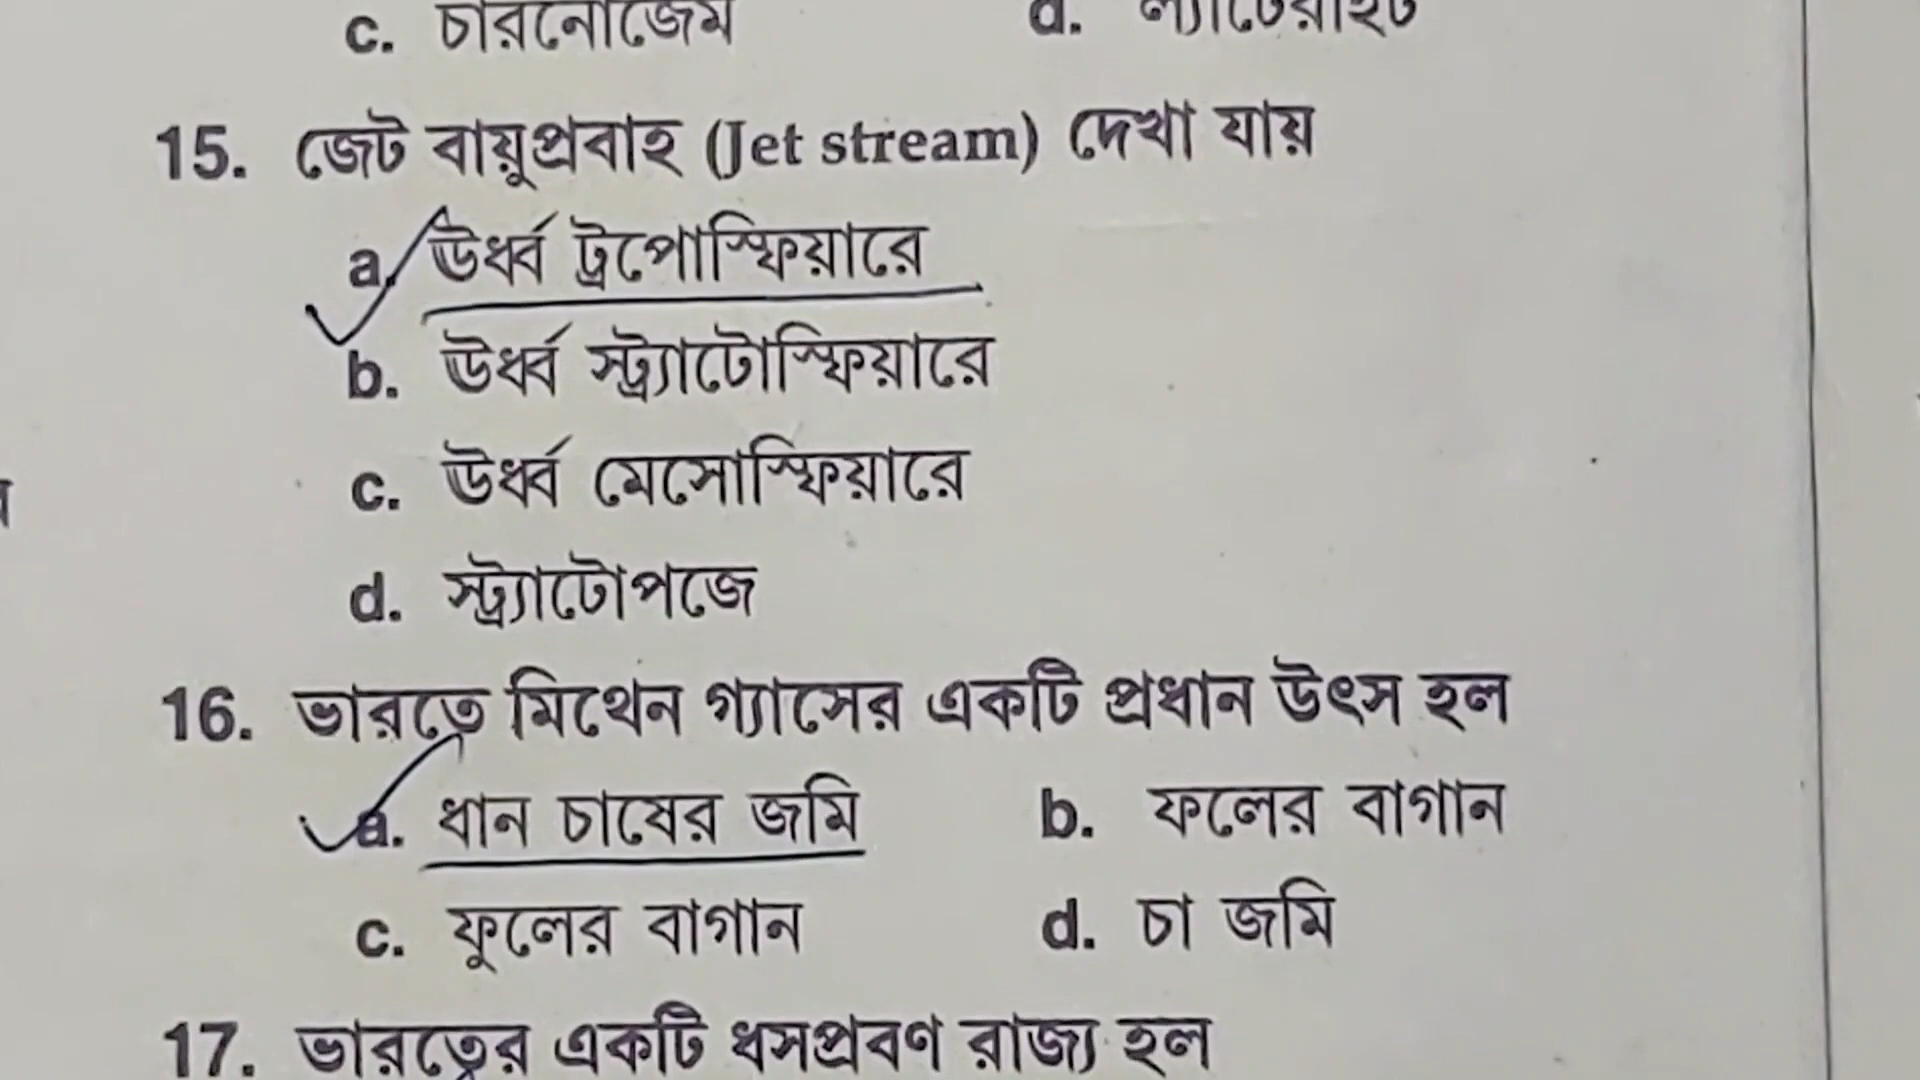 c. চারনোজেম d. ল্যাটেরাইট
15. জেট বায়ুপ্রবাহ (Jet stream) দেখা যায়
a. ঊর্ধ্ব ট্রপোস্ফিয়ারে
b. ঊর্ধ্ব স্ট্র্যাটোস্ফিয়ারে
c. ঊর্ধ্ব মেসোস্ফিয়ারে
d. স্ট্র্যাটোপজে
16. ভারতে মিথেন গ্যাসের একটি প্রধান উৎস হল
a. ধান চাষের জমি b. ফলের বাগান
c. ফুলের বাগান d. চা জমি
17. ভারতের একটি ধসপ্রবণ রাজ্য হল